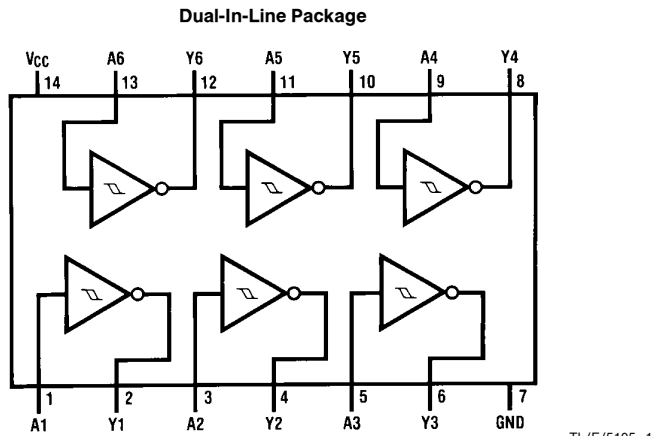 Dual-In-Line Package
VCC A6 Y6 A5 Y5 A4 Y4
14 13 12 11 10 9 8
1 2 3 4 5 6 7
A1 Y1 A2 Y2 A3 Y3 GND